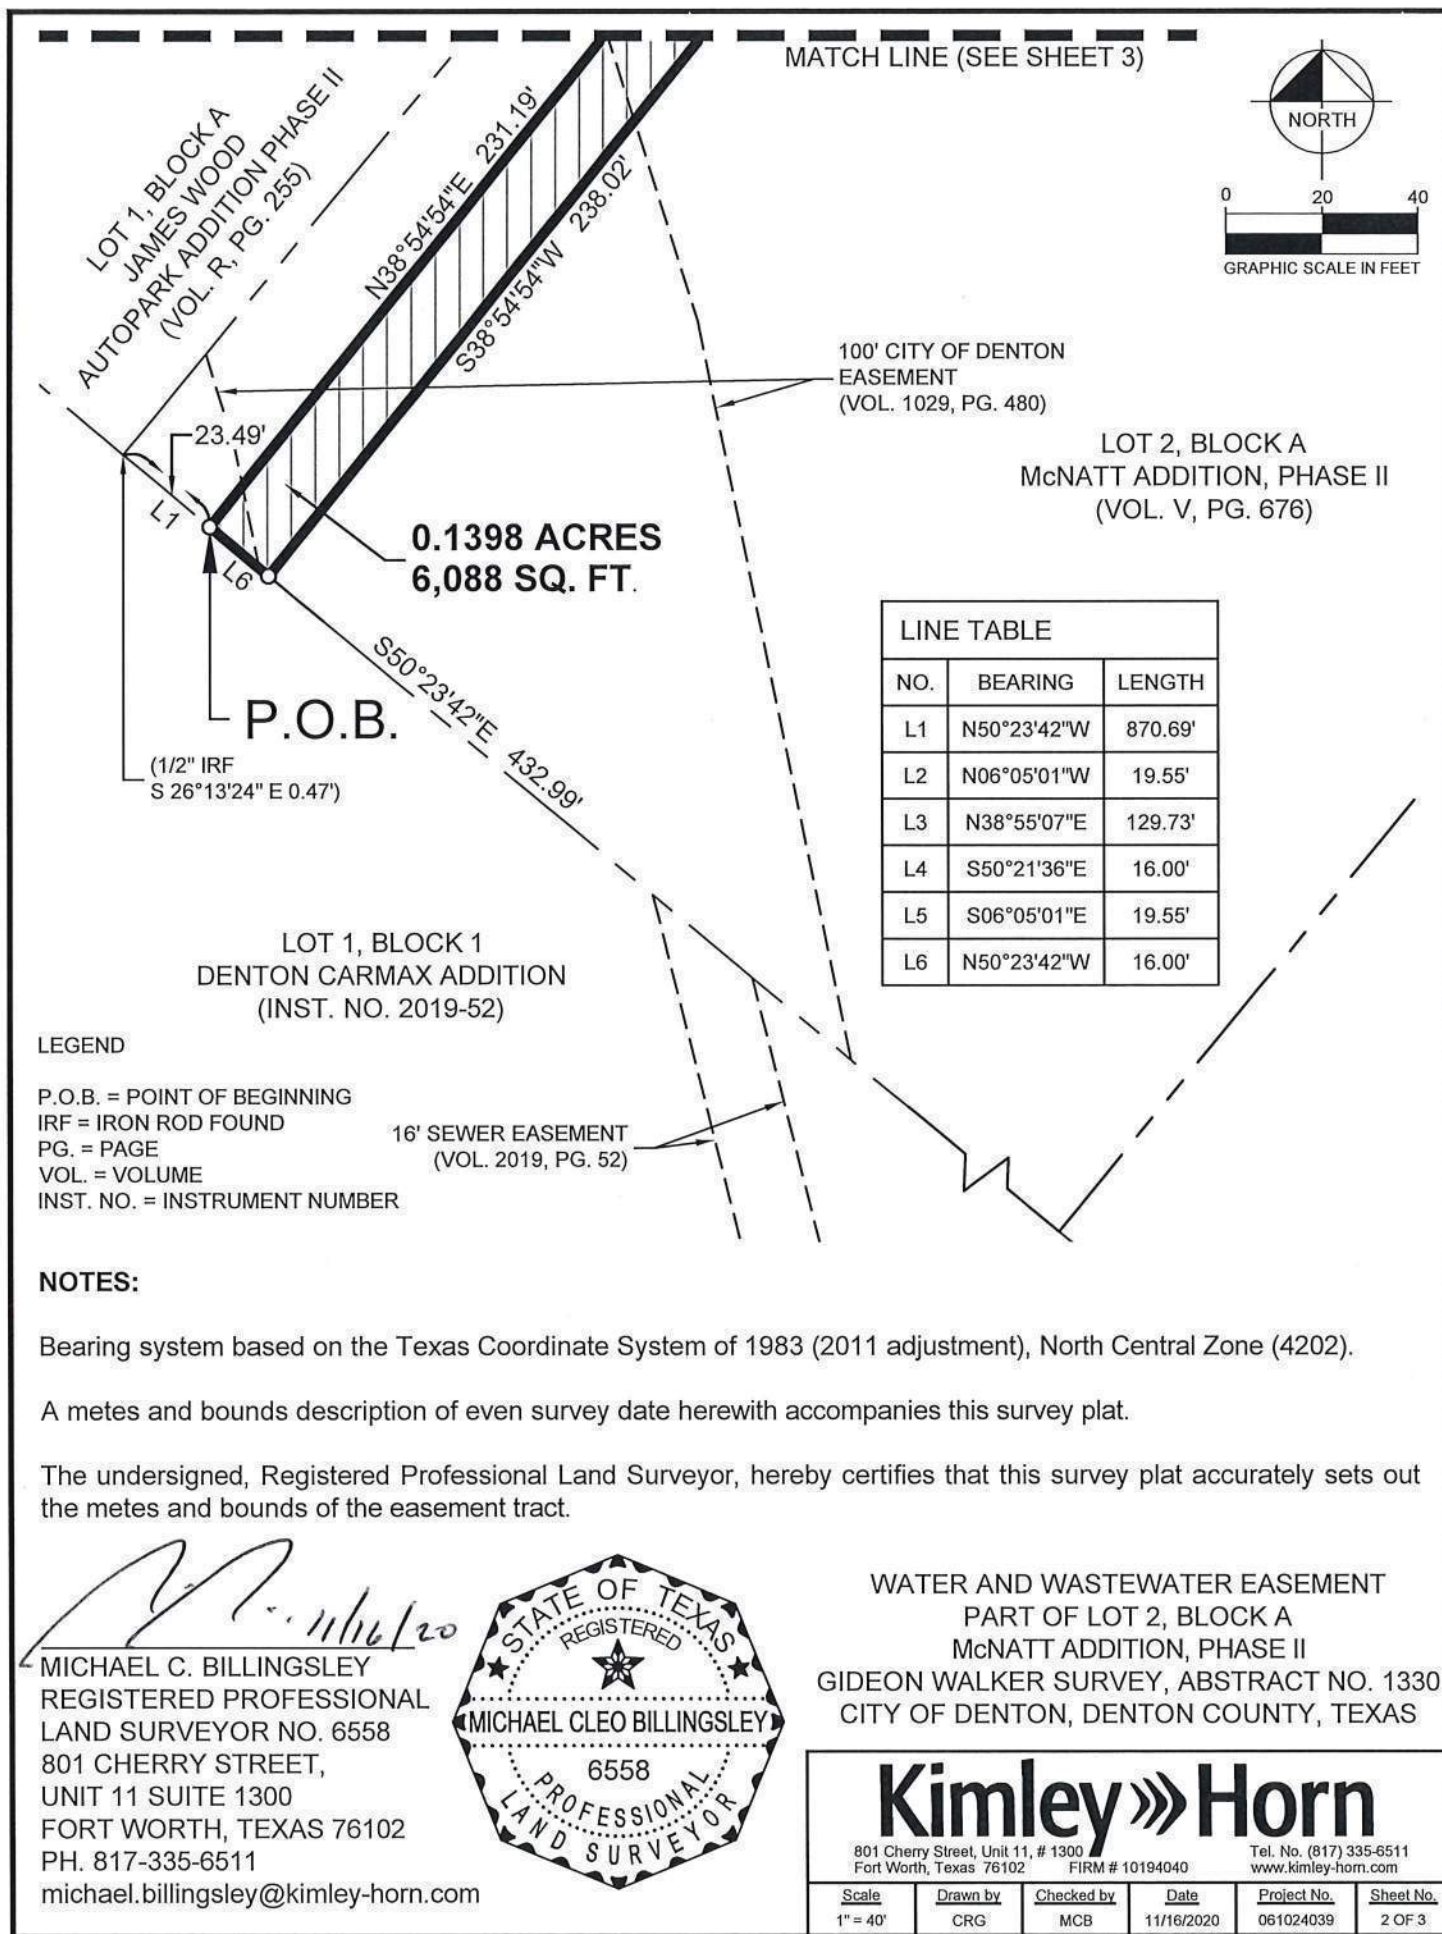 MATCH LINE (SEE SHEET 3)
NORTH
0 20 40
GRAPHIC SCALE IN FEET
LOT 1, BLOCK A
JAMES WOOD
AUTOPARK ADDITION PHASE II
(VOL. R, PG. 255)
N38°54'54"E 231.19'
S38°54'54"W 238.02'
100' CITY OF DENTON
EASEMENT
(VOL. 1029, PG. 480)
23.49'
L1
L6
LOT 2, BLOCK A
McNATT ADDITION, PHASE II
(VOL. V, PG. 676)
0.1398 ACRES
6,088 SQ. FT.
P.O.B.
(1/2" IRF
S 26°13'24" E 0.47')
S50°23'42"E 432.99'
LINE TABLE
NO. BEARING LENGTH
L1 N50°23'42"W 870.69'
L2 N06°05'01"W 19.55'
L3 N38°55'07"E 129.73'
L4 S50°21'36"E 16.00'
L5 S06°05'01"E 19.55'
L6 N50°23'42"W 16.00'
LOT 1, BLOCK 1
DENTON CARMAX ADDITION
(INST. NO. 2019-52)
LEGEND
P.O.B. = POINT OF BEGINNING
IRF = IRON ROD FOUND
PG. = PAGE
VOL. = VOLUME
INST. NO. = INSTRUMENT NUMBER
16' SEWER EASEMENT
(VOL. 2019, PG. 52)
NOTES:
Bearing system based on the Texas Coordinate System of 1983 (2011 adjustment), North Central Zone (4202).
A metes and bounds description of even survey date herewith accompanies this survey plat.
The undersigned, Registered Professional Land Surveyor, hereby certifies that this survey plat accurately sets out
the metes and bounds of the easement tract.
11/16/20
MICHAEL C. BILLINGSLEY
REGISTERED PROFESSIONAL
LAND SURVEYOR NO. 6558
801 CHERRY STREET,
UNIT 11 SUITE 1300
FORT WORTH, TEXAS 76102
PH. 817-335-6511
michael.billingsley@kimley-horn.com
STATE OF TEXAS
REGISTERED
MICHAEL CLEO BILLINGSLEY
6558
PROFESSIONAL
LAND SURVEYOR
WATER AND WASTEWATER EASEMENT
PART OF LOT 2, BLOCK A
McNATT ADDITION, PHASE II
GIDEON WALKER SURVEY, ABSTRACT NO. 1330
CITY OF DENTON, DENTON COUNTY, TEXAS
Kimley»Horn
801 Cherry Street, Unit 11, # 1300 Tel. No. (817) 335-6511
Fort Worth, Texas 76102 FIRM # 10194040 www.kimley-horn.com
Scale Drawn by Checked by Date Project No. Sheet No.
1" = 40' CRG MCB 11/16/2020 061024039 2 OF 3